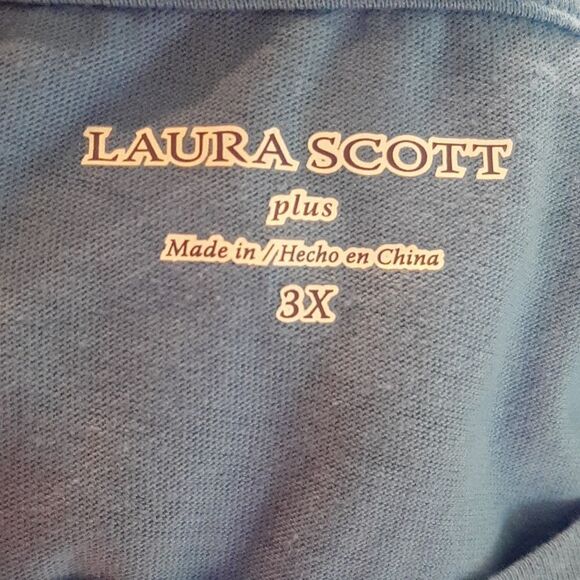 LAURA SCOTT
plus
Made in / Hecho en China
3X